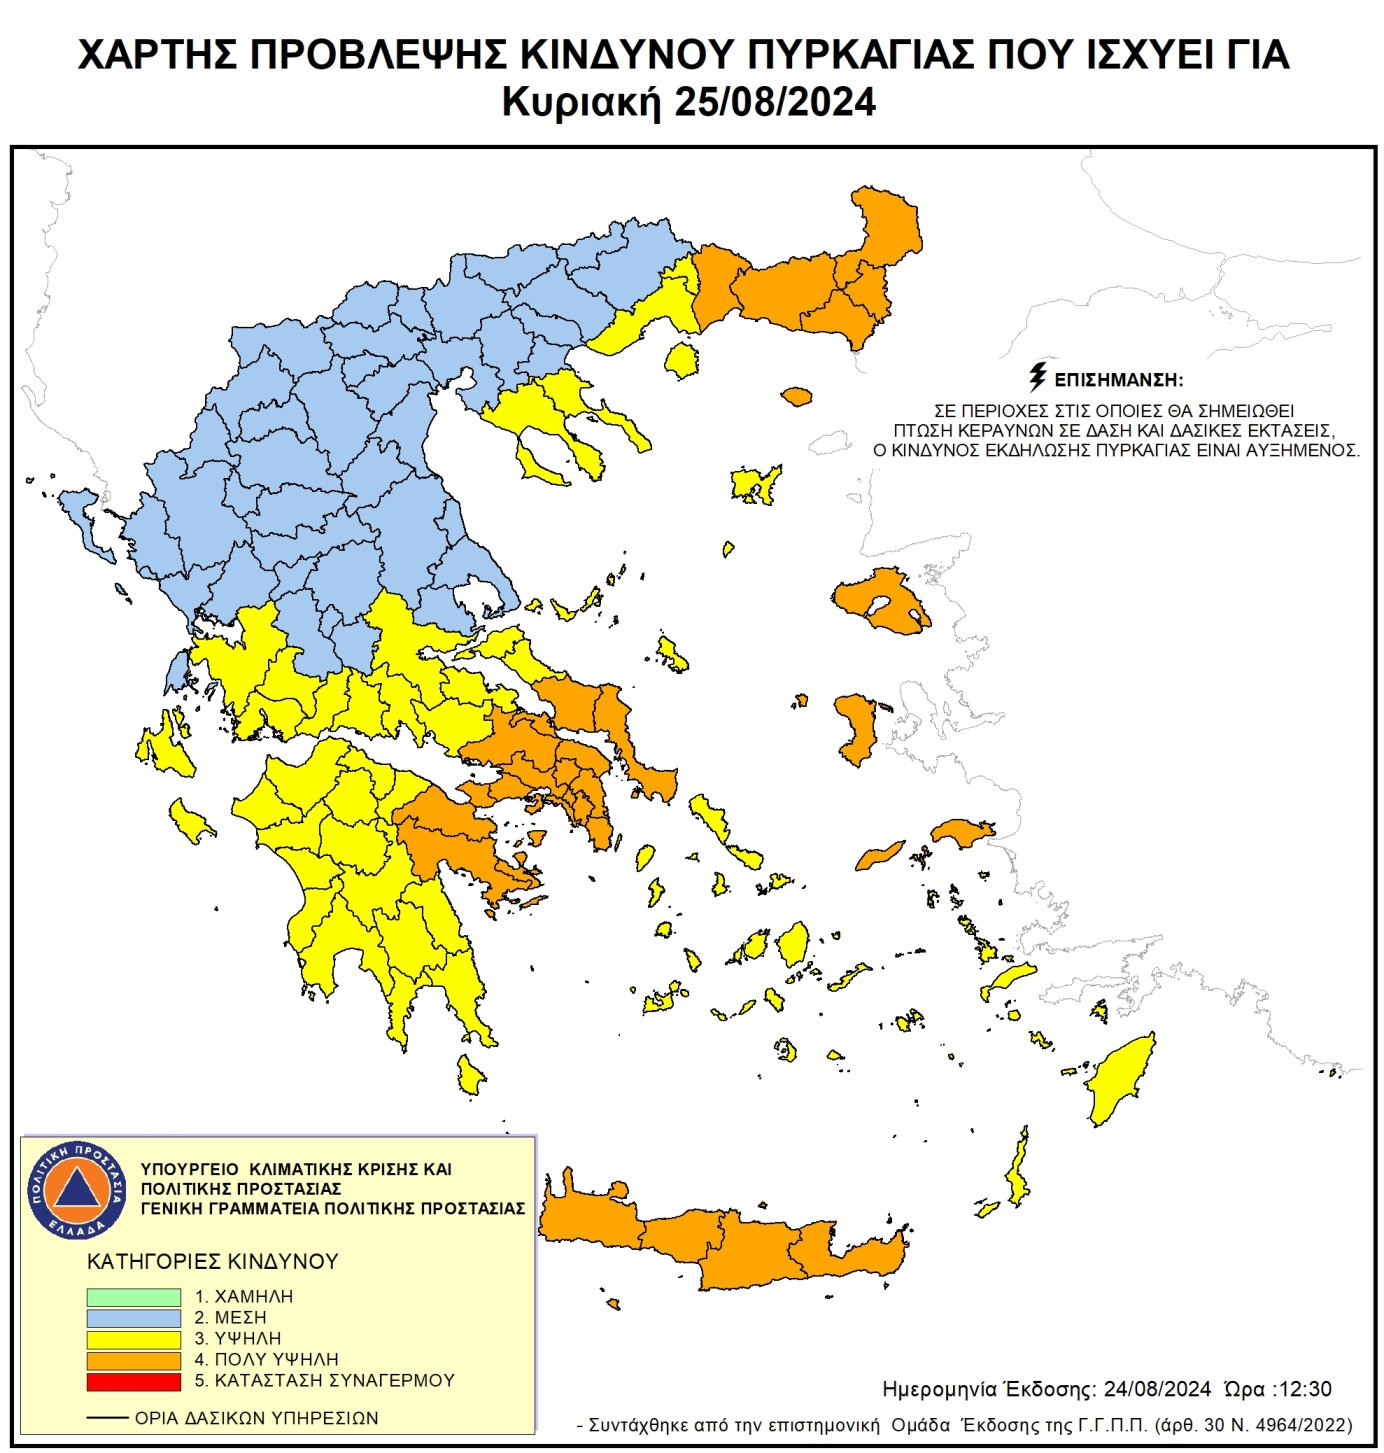 ΧΑΡΤΗΣ ΠΡΟΒΛΕΨΗΣ ΚΙΝΔΥΝΟΥ ΠΥΡΚΑΓΙΑΣ ΠΟΥ ΙΣΧΥΕΙ ΓΙΑ
Κυριακή 25/08/2024
ΕΠΙΣΗΜΑΝΣΗ:
ΣΕ ΠΕΡΙΟΧΕΣ ΣΤΙΣ ΟΠΟΙΕΣ ΘΑ ΣΗΜΕΙΩΘΕΙ
ΠΤΩΣΗ ΚΕΡΑΥΝΩΝ ΣΕ ΔΑΣΗ ΚΑΙ ΔΑΣΙΚΕΣ ΕΚΤΑΣΕΙΣ,
Ο ΚΙΝΔΥΝΟΣ ΕΚΔΗΛΩΣΗΣ ΠΥΡΚΑΓΙΑΣ ΕΙΝΑΙ ΑΥΞΗΜΕΝΟΣ.
ΠΟΛΙΤΙΚΗ ΠΡΟΣΤΑΣΙΑ
ΕΛΛΑΔΑ
ΥΠΟΥΡΓΕΙΟ ΚΛΙΜΑΤΙΚΗΣ ΚΡΙΣΗΣ ΚΑΙ
ΠΟΛΙΤΙΚΗΣ ΠΡΟΣΤΑΣΙΑΣ
ΓΕΝΙΚΗ ΓΡΑΜΜΑΤΕΙΑ ΠΟΛΙΤΙΚΗΣ ΠΡΟΣΤΑΣΙΑΣ
ΚΑΤΗΓΟΡΙΕΣ ΚΙΝΔΥΝΟΥ
1. ΧΑΜΗΛΗ
2. ΜΕΣΗ
3. ΥΨΗΛΗ
4. ΠΟΛΥ ΥΨΗΛΗ
5. ΚΑΤΑΣΤΑΣΗ ΣΥΝΑΓΕΡΜΟΥ
ΟΡΙΑ ΔΑΣΙΚΩΝ ΥΠΗΡΕΣΙΩΝ
Ημερομηνία Έκδοσης: 24/08/2024 Ώρα :12:30
- Συντάχθηκε από την επιστημονική Ομάδα Έκδοσης της Γ.Γ.Π.Π. (άρθ. 30 Ν. 4964/2022)